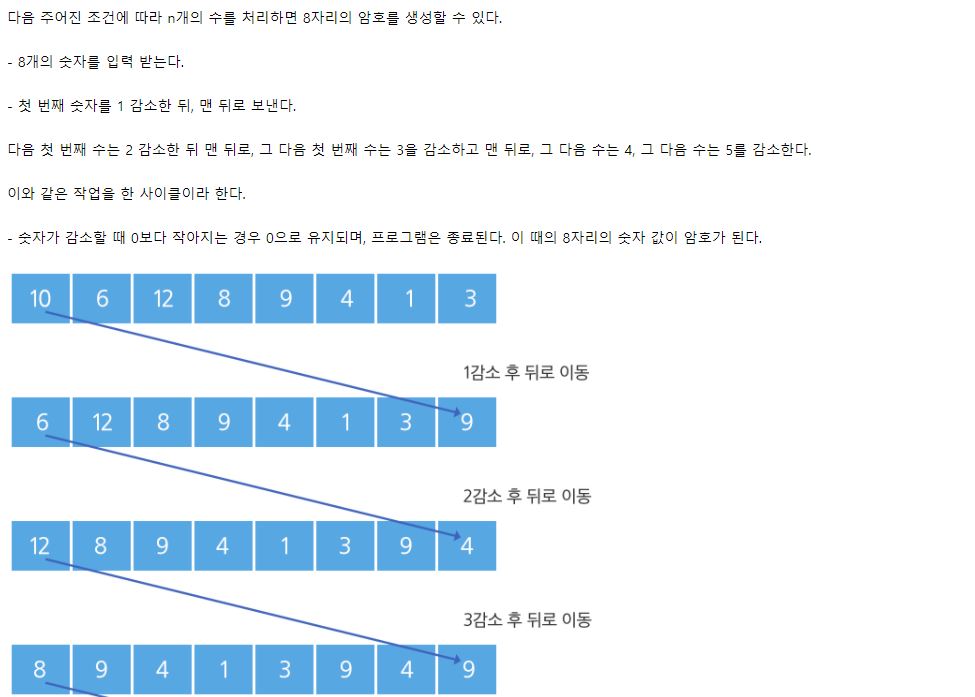 다음 주어진 조건에 따라 n개의 수를 처리하면 8자리의 암호를 생성할 수 있다.
- 8개의 숫자를 입력 받는다.
- 첫 번째 숫자를 1 감소한 뒤, 맨 뒤로 보낸다.
다음 첫 번째 수는 2 감소한 뒤 맨 뒤로, 그 다음 첫 번째 수는 3을 감소하고 맨 뒤로, 그 다음 수는 4, 그 다음 수는 5를 감소한다.
이와 같은 작업을 한 사이클이라 한다.
- 숫자가 감소할 때 0보다 작아지는 경우 0으로 유지되며, 프로그램은 종료된다. 이 때의 8자리의 숫자 값이 암호가 된다.
10 6 12 8 9 4 1 3
1감소 후 뒤로 이동
6 12 8 9 4 1 3 9
2감소 후 뒤로 이동
12 8 9 4 1 3 9 4
3감소 후 뒤로 이동
8 9 4 1 3 9 4 9